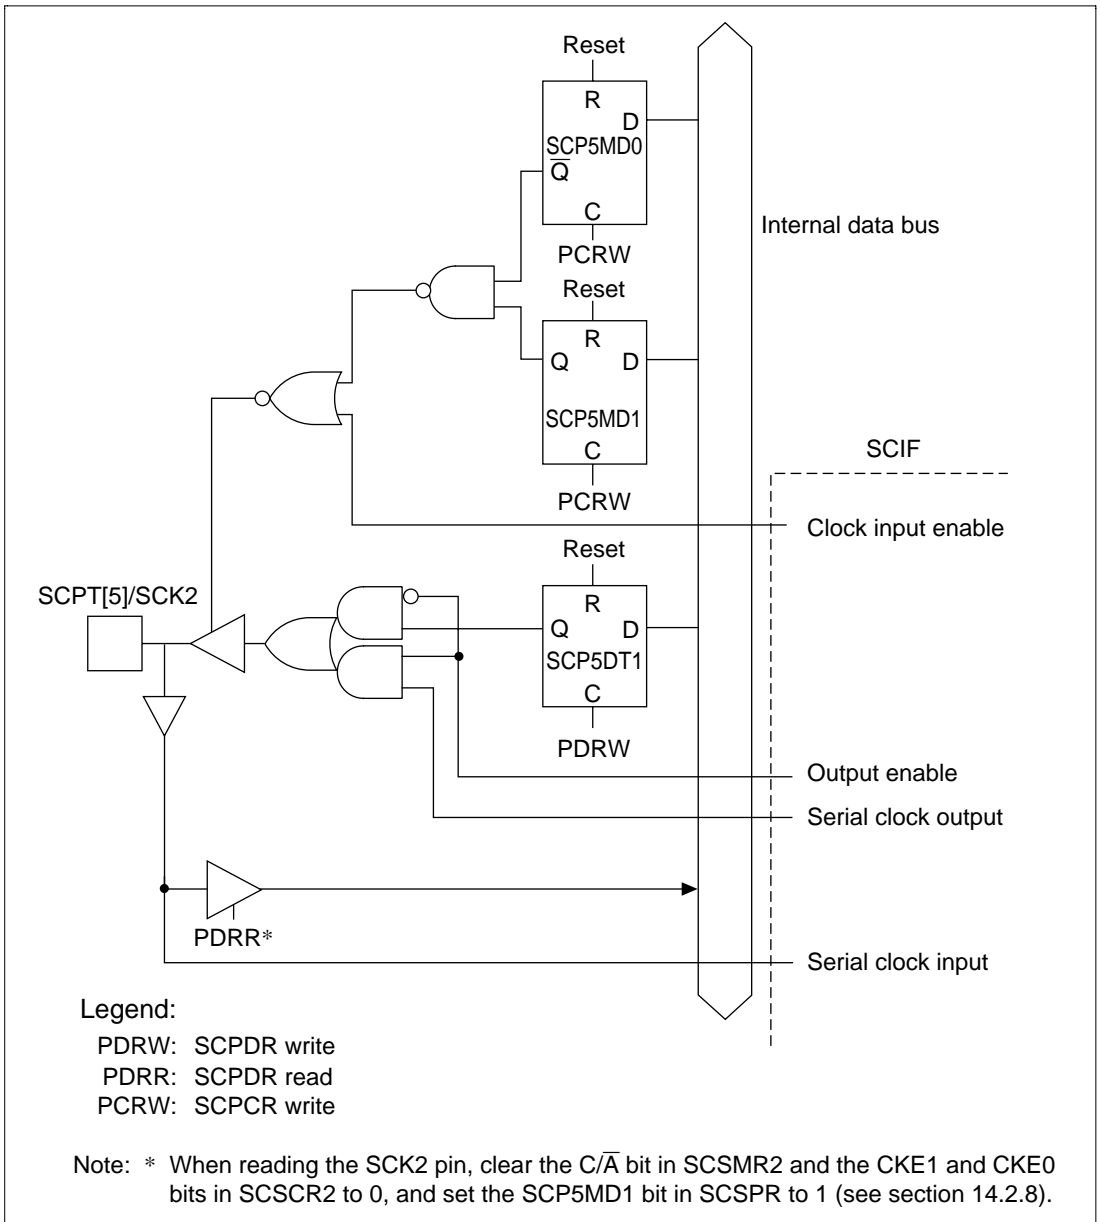 Reset
R
D
SCP5MD0
Q̅
C
PCRW
Internal data bus
Reset
R
Q D
SCP5MD1
C
PCRW
SCIF
Clock input enable
Reset
SCPT[5]/SCK2
R
Q D
SCP5DT1
C
PDRW
Output enable
Serial clock output
PDRR*
Serial clock input
Legend:
PDRW: SCPDR write
PDRR: SCPDR read
PCRW: SCPCR write
Note: * When reading the SCK2 pin, clear the C/A̅ bit in SCSMR2 and the CKE1 and CKE0
bits in SCSCR2 to 0, and set the SCP5MD1 bit in SCSPR to 1 (see section 14.2.8).